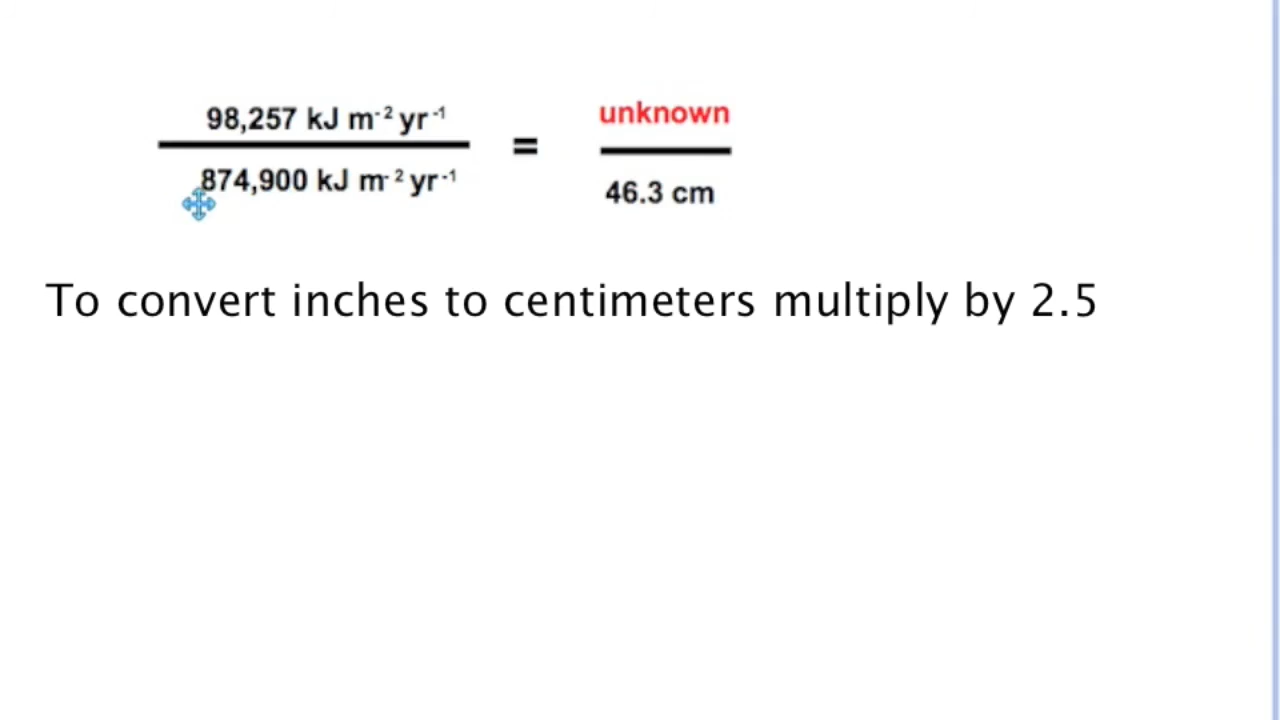 98,257 kJ m⁻² yr⁻¹
874,900 kJ m⁻² yr⁻¹
=
unknown
46.3 cm
To convert inches to centimeters multiply by 2.5